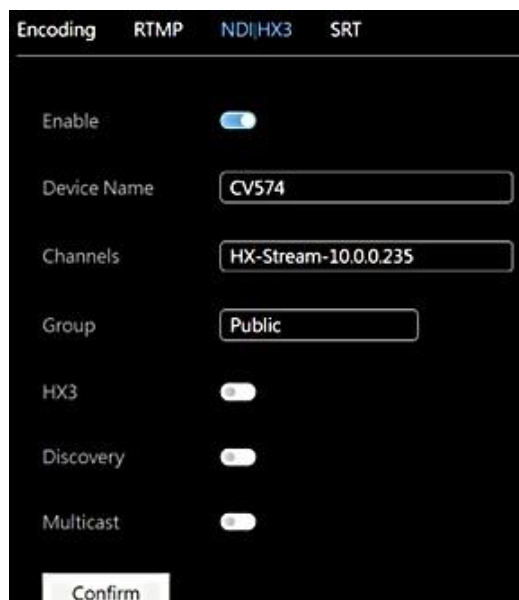 Encoding RTMP NDI|HX3 SRT
Enable
Device Name CV574
Channels HX-Stream-10.0.0.235
Group Public
HX3
Discovery
Multicast
Confirm